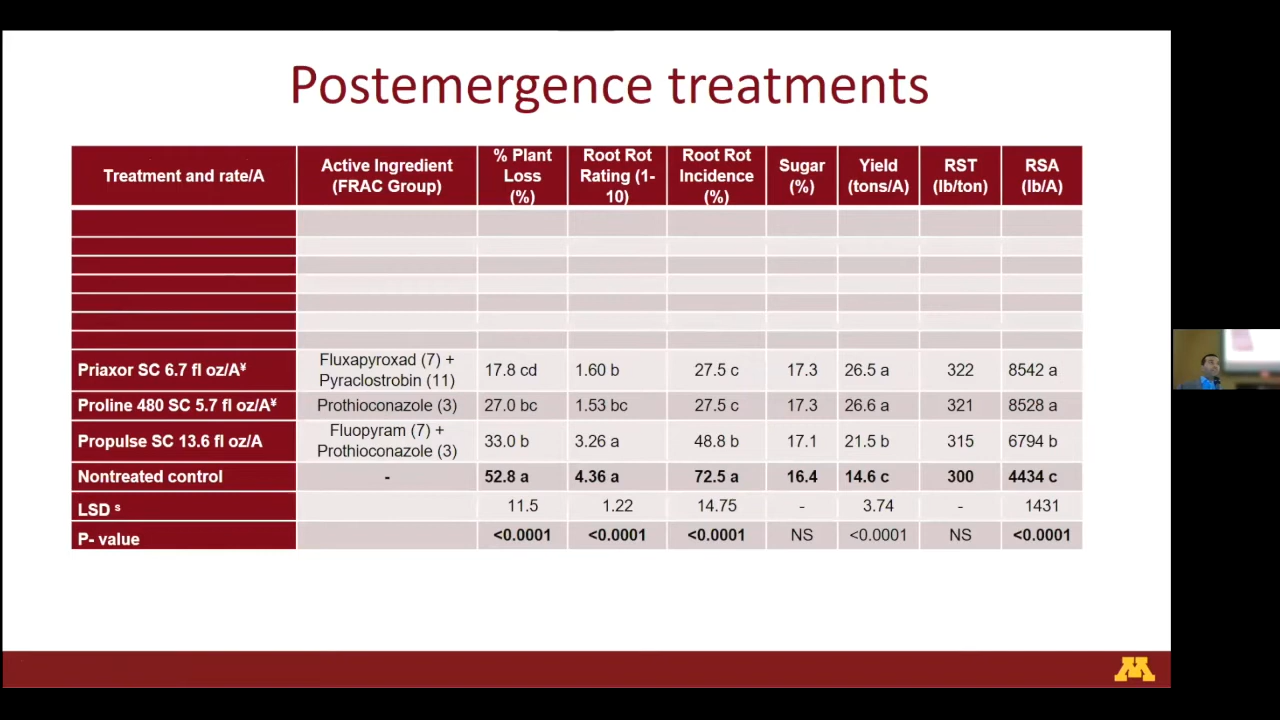 Postemergence treatments
Treatment and rate/A
Active Ingredient
(FRAC Group)
% Plant
Loss
(%)
Root Rot
Rating (1-
10)
Root Rot
Incidence
(%)
Sugar
(%)
Yield
(tons/A)
RST
(lb/ton)
RSA
(lb/A)
Priaxor SC 6.7 fl oz/A¥
Fluxapyroxad (7) +
Pyraclostrobin (11)
17.8 cd
1.60 b
27.5 c
17.3
26.5 a
322
8542 a
Proline 480 SC 5.7 fl oz/A¥
Prothioconazole (3)
27.0 bc
1.53 bc
27.5 c
17.3
26.6 a
321
8528 a
Propulse SC 13.6 fl oz/A
Fluopyram (7) +
Prothioconazole (3)
33.0 b
3.26 a
48.8 b
17.1
21.5 b
315
6794 b
Nontreated control
-
52.8 a
4.36 a
72.5 a
16.4
14.6 c
300
4434 c
LSD s
11.5
1.22
14.75
-
3.74
-
1431
P- value
<0.0001
<0.0001
<0.0001
NS
<0.0001
NS
<0.0001
M